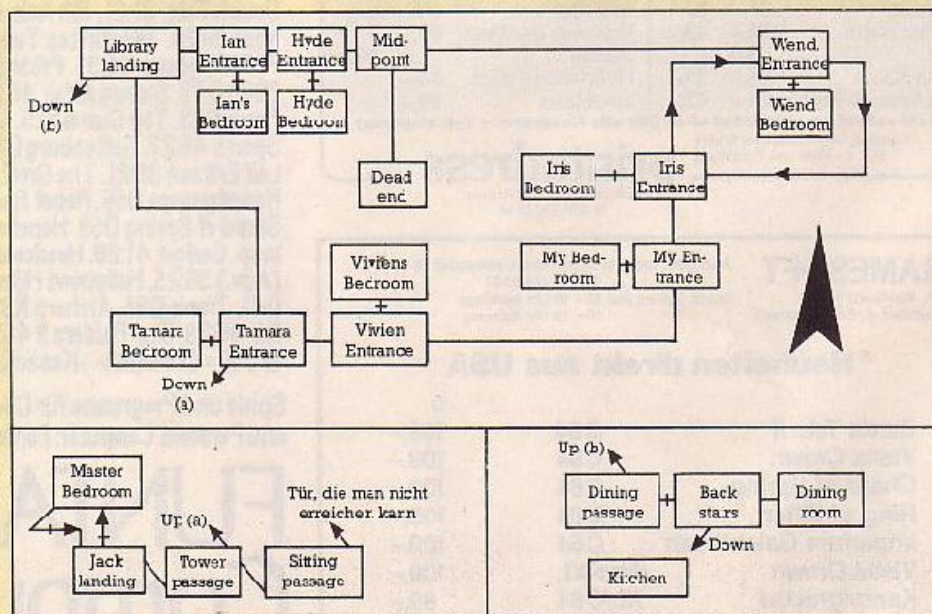 Library
landing
Down
Ian
Entrance
Hyde
Entrance
Mid-
point
Ian's
Bedroom
Hyde
Bedroom
Dead
end
Wend.
Entrance
Wend
Bedroom
Iris
Bedroom
Iris
Entrance
My Bed-
room
My En-
trance
Viviens
Bedroom
Tamara
Bedroom
Tamara
Entrance
Vivien
Entrance
Down
(a)
Master
Bedroom
Up (a)
Tür, die man nicht
erreichen kann
Jack
landing
Tower
passage
Sitting
passage
Up (b)
Dining
passage
Back
stairs
Dining
room
Down
Kitchen